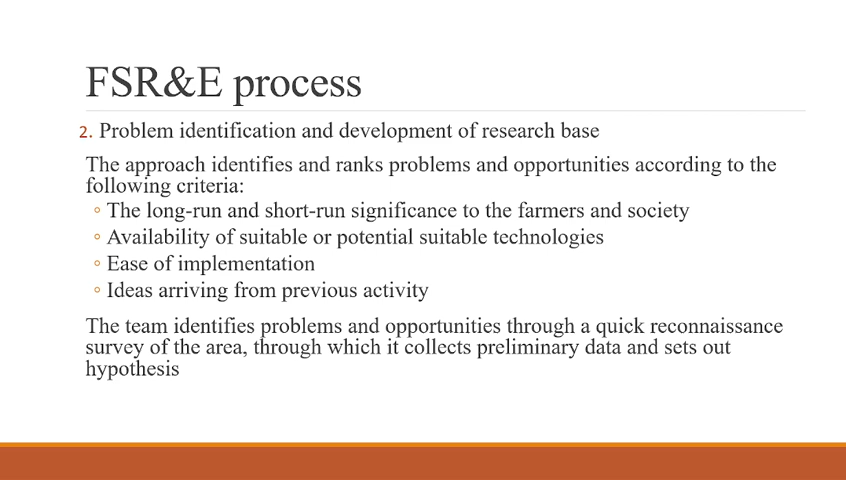 FSR&E process
2. Problem identification and development of research base
The approach identifies and ranks problems and opportunities according to the
following criteria:
◦ The long-run and short-run significance to the farmers and society
◦ Availability of suitable or potential suitable technologies
◦ Ease of implementation
◦ Ideas arriving from previous activity
The team identifies problems and opportunities through a quick reconnaissance
survey of the area, through which it collects preliminary data and sets out
hypothesis